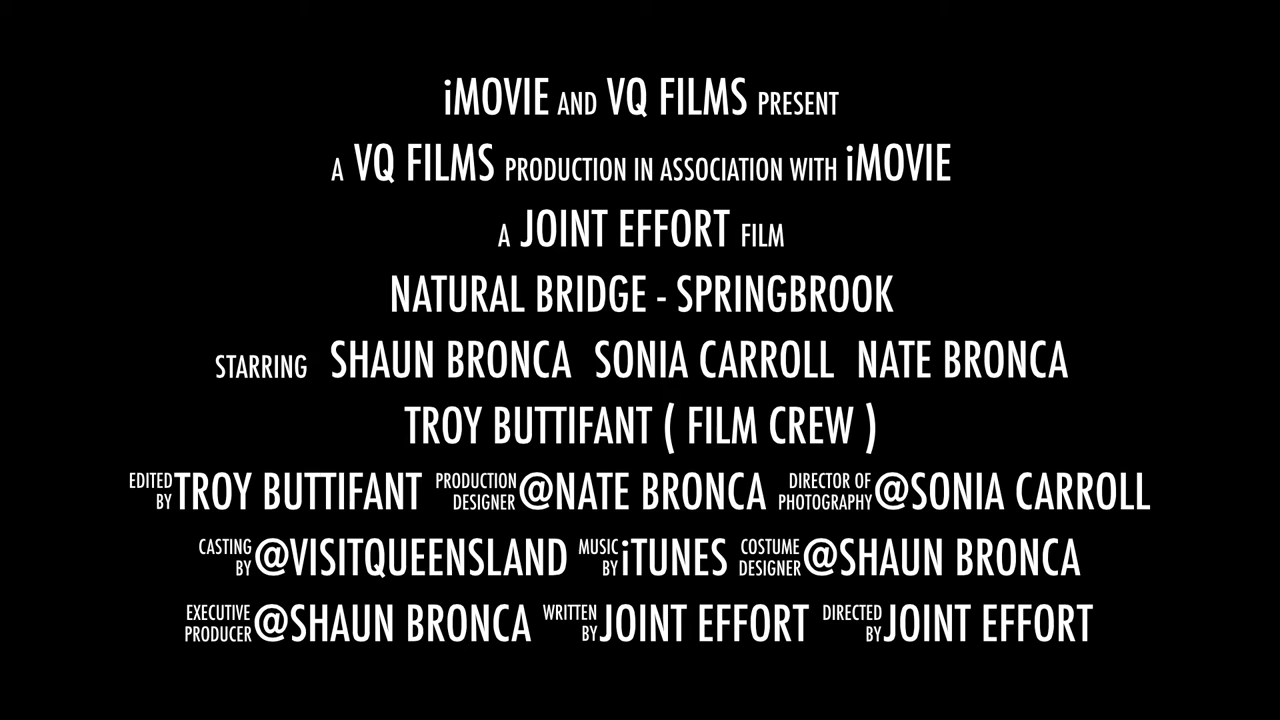 iMOVIE AND VQ FILMS PRESENT
A VQ FILMS PRODUCTION IN ASSOCIATION WITH iMOVIE
A JOINT EFFORT FILM
NATURAL BRIDGE - SPRINGBROOK
STARRING SHAUN BRONCA SONIA CARROLL NATE BRONCA
TROY BUTTIFANT ( FILM CREW )
EDITED BY TROY BUTTIFANT PRODUCTION DESIGNER @NATE BRONCA DIRECTOR OF PHOTOGRAPHY @SONIA CARROLL
CASTING BY @VISITQUEENSLAND MUSIC BY iTUNES COSTUME DESIGNER @SHAUN BRONCA
EXECUTIVE PRODUCER @SHAUN BRONCA WRITTEN BY JOINT EFFORT DIRECTED BY JOINT EFFORT